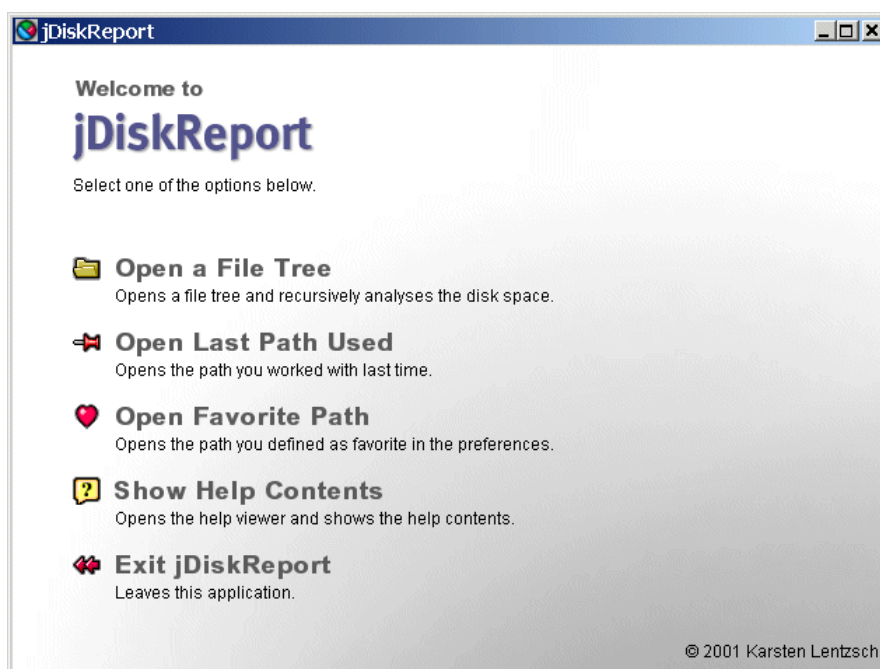 jDiskReport
Welcome to
jDiskReport
Select one of the options below.
Open a File Tree
Opens a file tree and recursively analyses the disk space.
Open Last Path Used
Opens the path you worked with last time.
Open Favorite Path
Opens the path you defined as favorite in the preferences.
Show Help Contents
Opens the help viewer and shows the help contents.
Exit jDiskReport
Leaves this application.
© 2001 Karsten Lentzsch